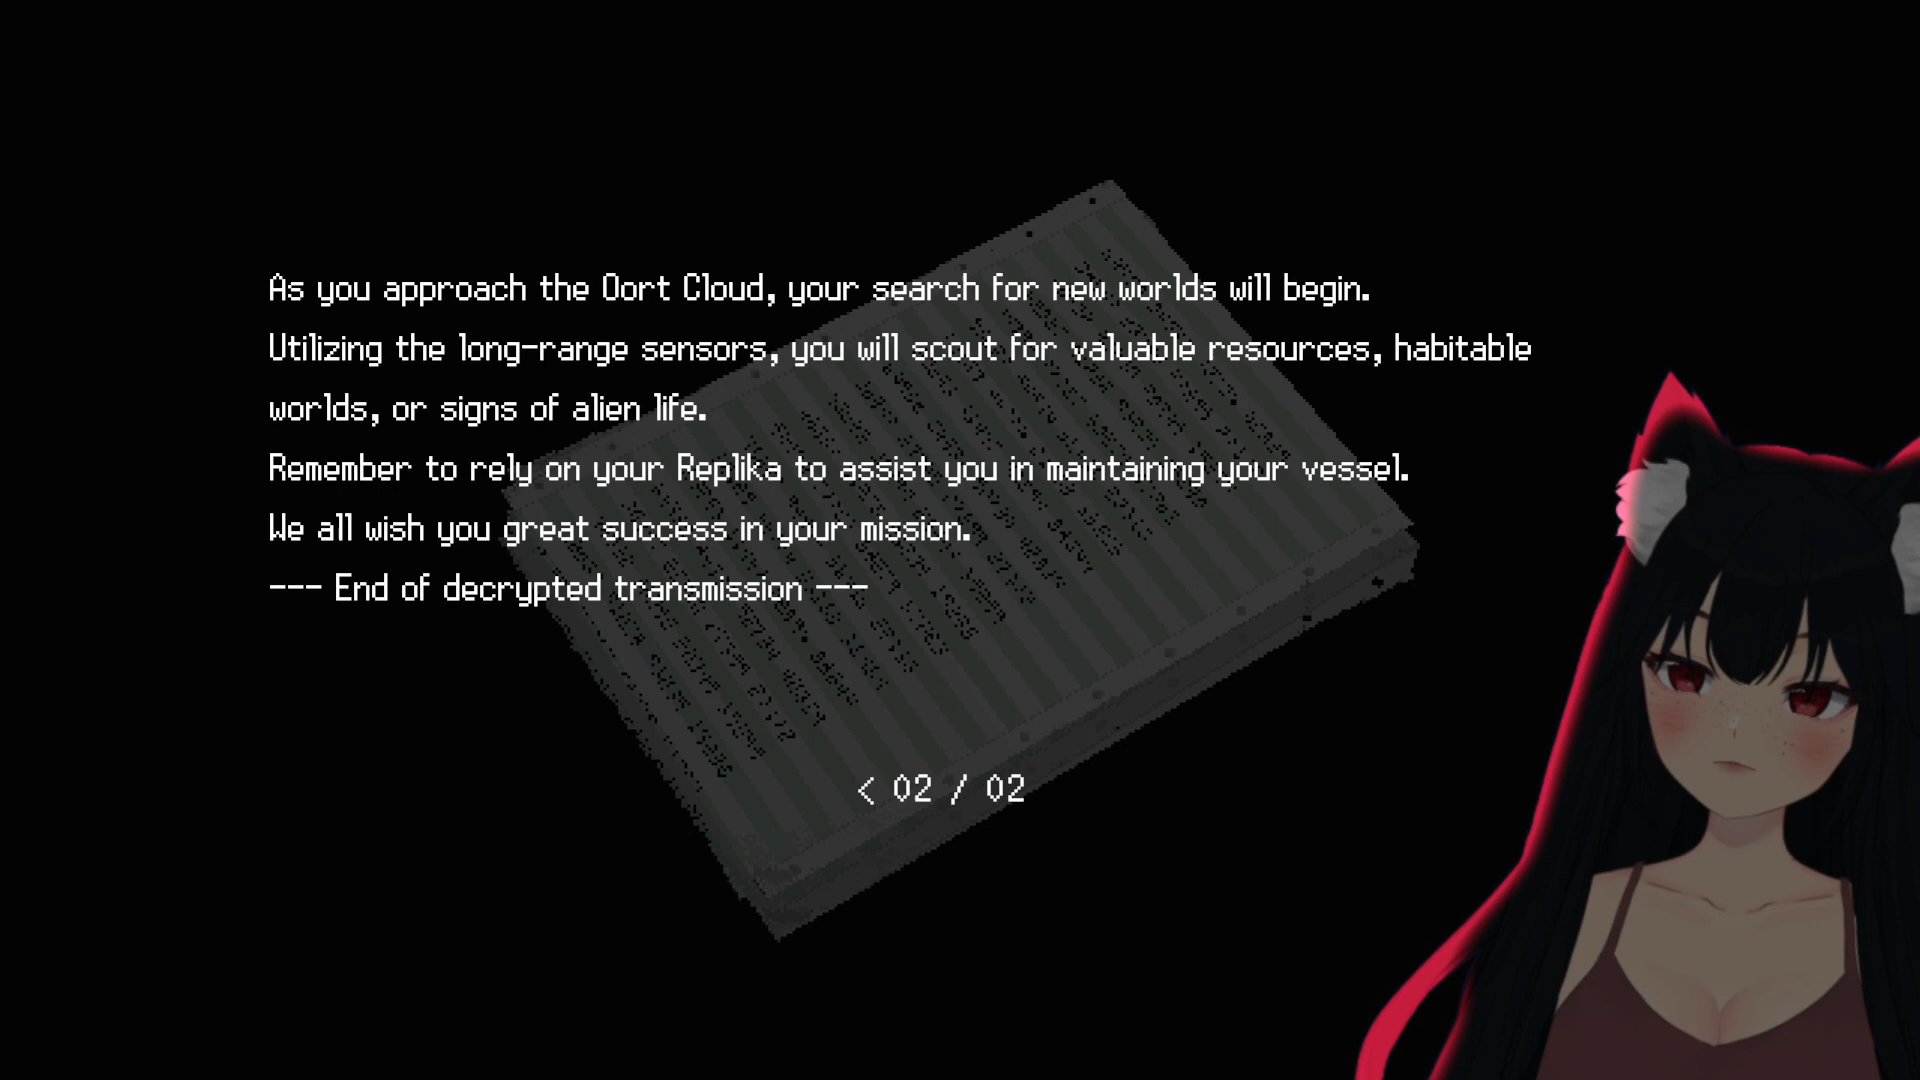 As you approach the Oort Cloud, your search for new worlds will begin.
Utilizing the long-range sensors, you will scout for valuable resources, habitable
worlds, or signs of alien life.
Remember to rely on your Replika to assist you in maintaining your vessel.
We all wish you great success in your mission.
--- End of decrypted transmission ---
< 02 / 02